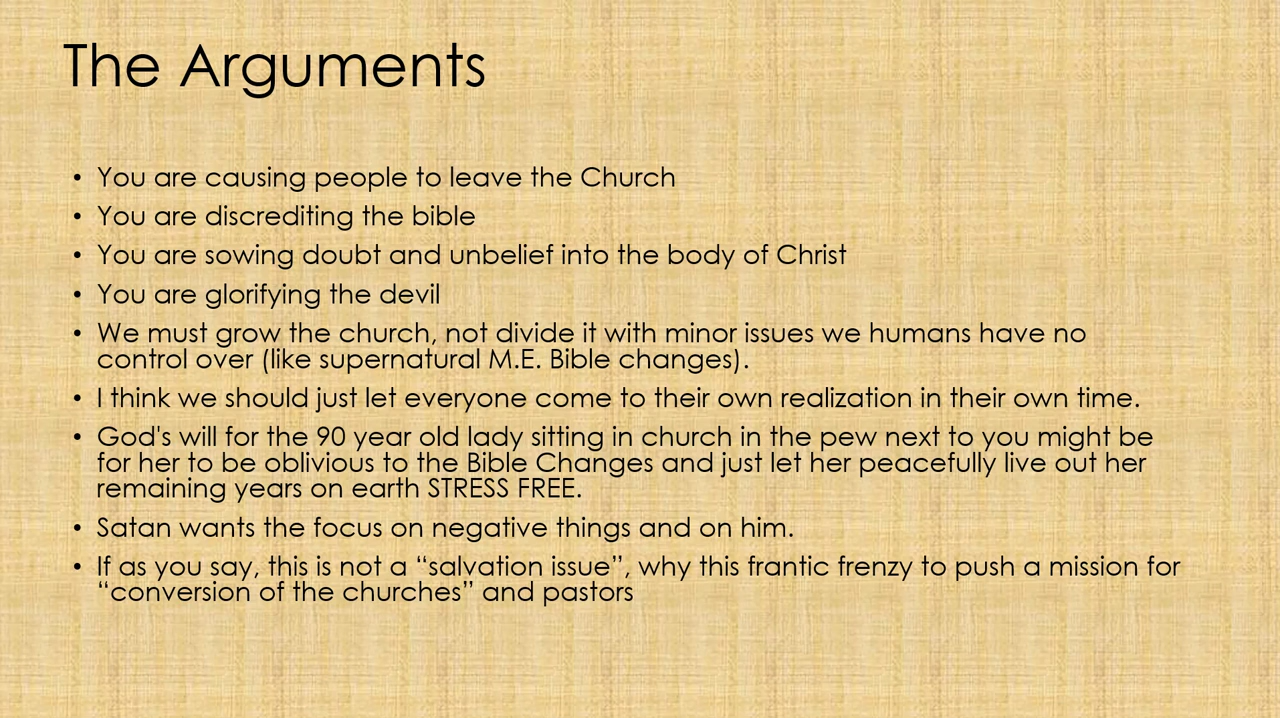 The Arguments
• You are causing people to leave the Church
• You are discrediting the bible
• You are sowing doubt and unbelief into the body of Christ
• You are glorifying the devil
• We must grow the church, not divide it with minor issues we humans have no
control over (like supernatural M.E. Bible changes).
• I think we should just let everyone come to their own realization in their own time.
• God's will for the 90 year old lady sitting in church in the pew next to you might be
for her to be oblivious to the Bible Changes and just let her peacefully live out her
remaining years on earth STRESS FREE.
• Satan wants the focus on negative things and on him.
• If as you say, this is not a “salvation issue”, why this frantic frenzy to push a mission for
“conversion of the churches” and pastors